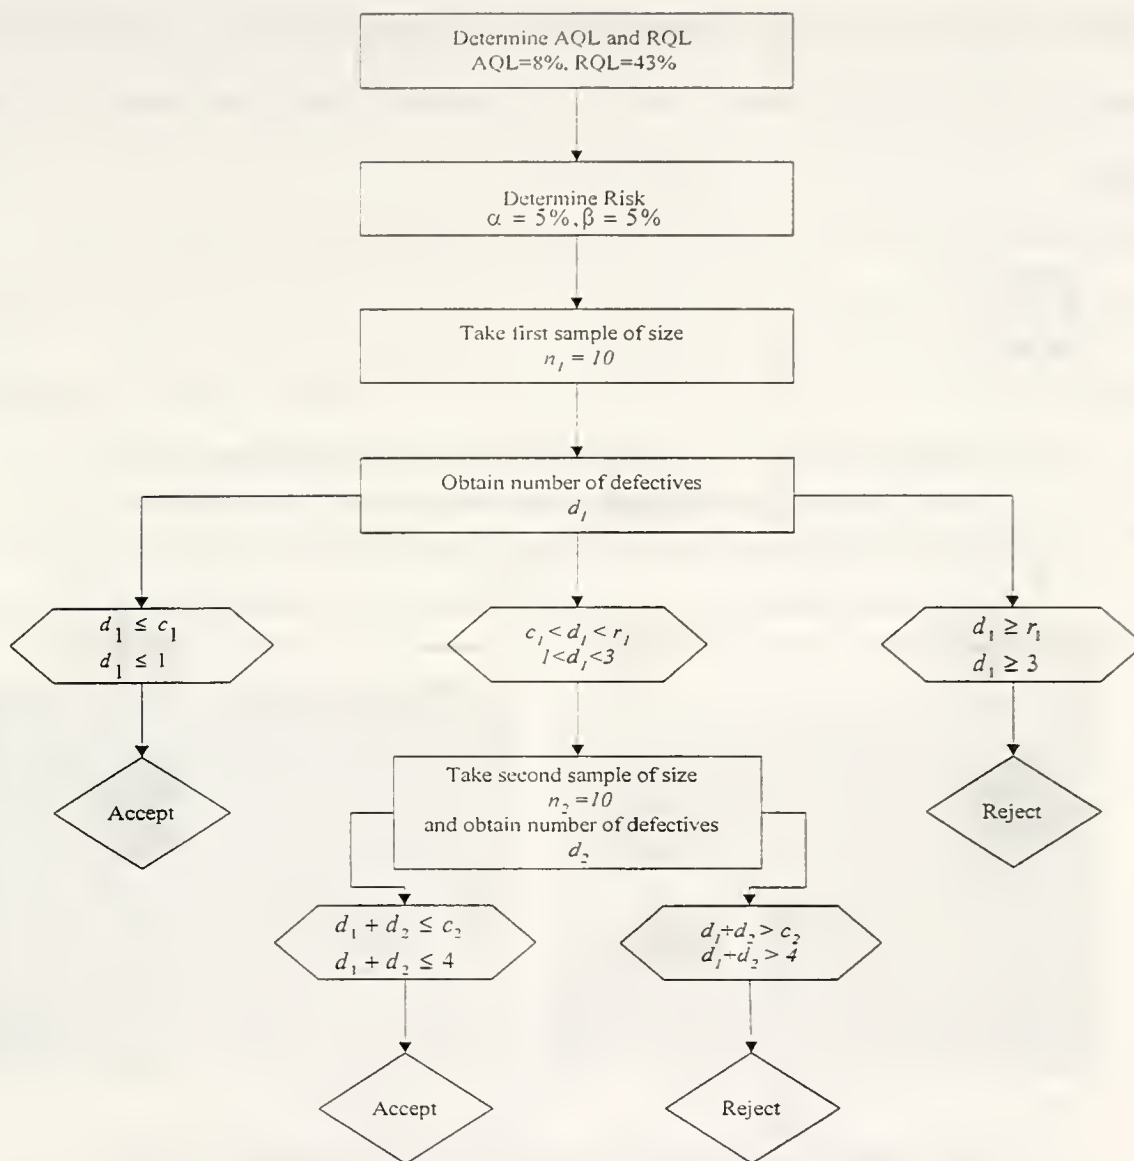 Determine AQL and RQL
AQL=8%, RQL=43%
Determine Risk
α = 5%, β = 5%
Take first sample of size
n₁ = 10
Obtain number of defectives
d₁
d₁ ≤ c₁
d₁ ≤ 1
c₁ < d₁ < r₁
1<d₁<3
d₁ ≥ r₁
d₁ ≥ 3
Accept
Take second sample of size
n₂=10
and obtain number of defectives
d₂
Reject
d₁ + d₂ ≤ c₂
d₁ + d₂ ≤ 4
d₁+d₂ > c₂
d₁+d₂ > 4
Accept
Reject